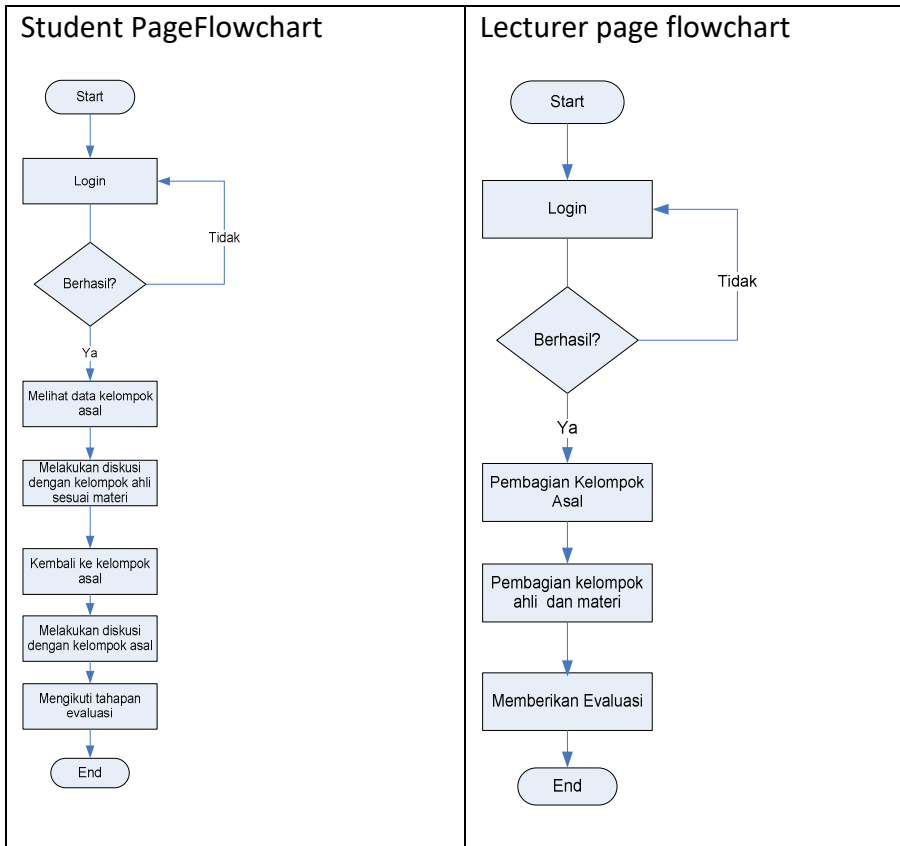 Student PageFlowchart
Start
Login
Tidak
Berhasil?
Ya
Melihat data kelompok
asal
Melakukan diskusi
dengan kelompok ahli
sesuai materi
Kembali ke kelompok
asal
Melakukan diskusi
dengan kelompok asal
Mengikuti tahapan
evaluasi
End
Lecturer page flowchart
Start
Login
Tidak
Berhasil?
Ya
Pembagian Kelompok
Asal
Pembagian kelompok
ahli dan materi
Memberikan Evaluasi
End